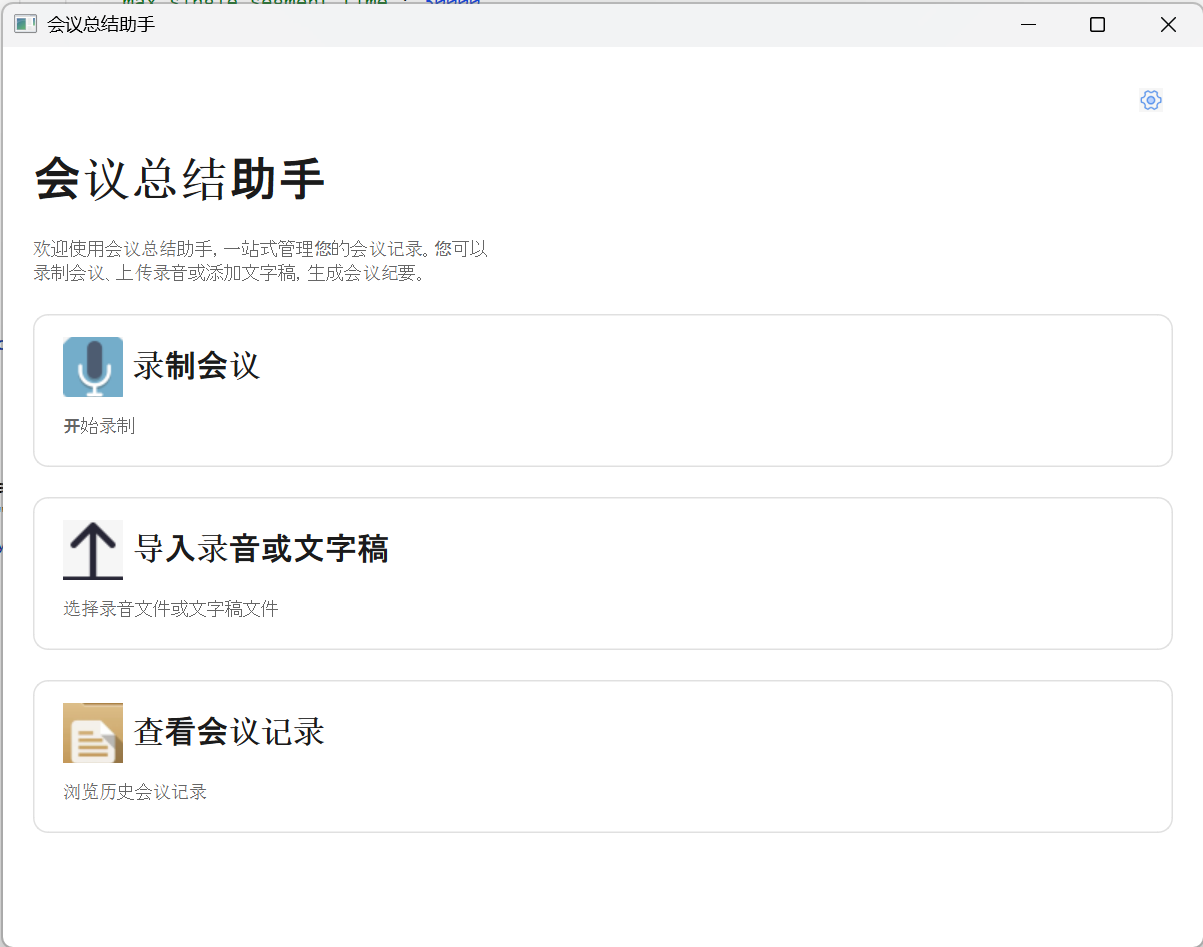 max_single_segment_time
会议总结助手
会议总结助手
欢迎使用会议总结助手, 一站式管理您的会议记录。您可以
录制会议、上传录音或添加文字稿, 生成会议纪要。
录制会议
开始录制
导入录音或文字稿
选择录音文件或文字稿文件
查看会议记录
浏览历史会议记录